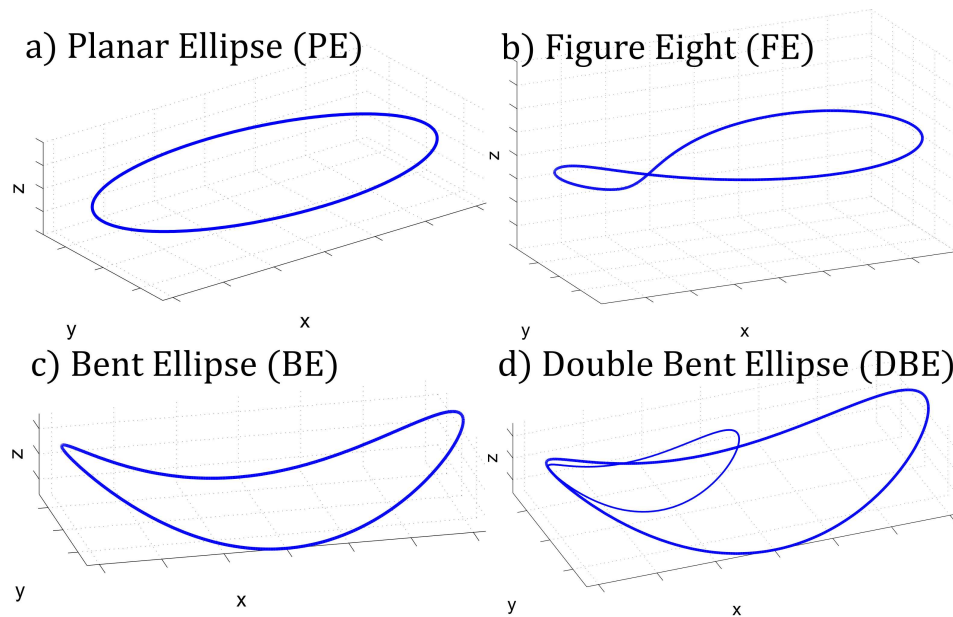 a) Planar Ellipse (PE)
z
y
x
b) Figure Eight (FE)
z
y
x
c) Bent Ellipse (BE)
z
y
x
d) Double Bent Ellipse (DBE)
z
y
x